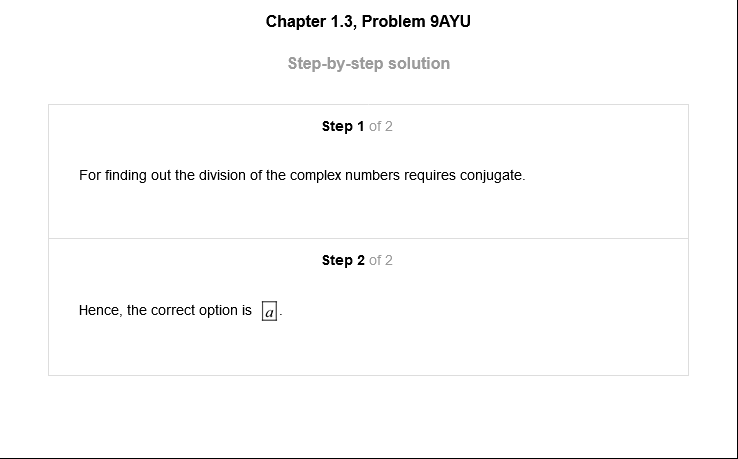 Chapter 1.3, Problem 9AYU
Step-by-step solution
Step 1 of 2
For finding out the division of the complex numbers requires conjugate.
Step 2 of 2
Hence, the correct option is a.